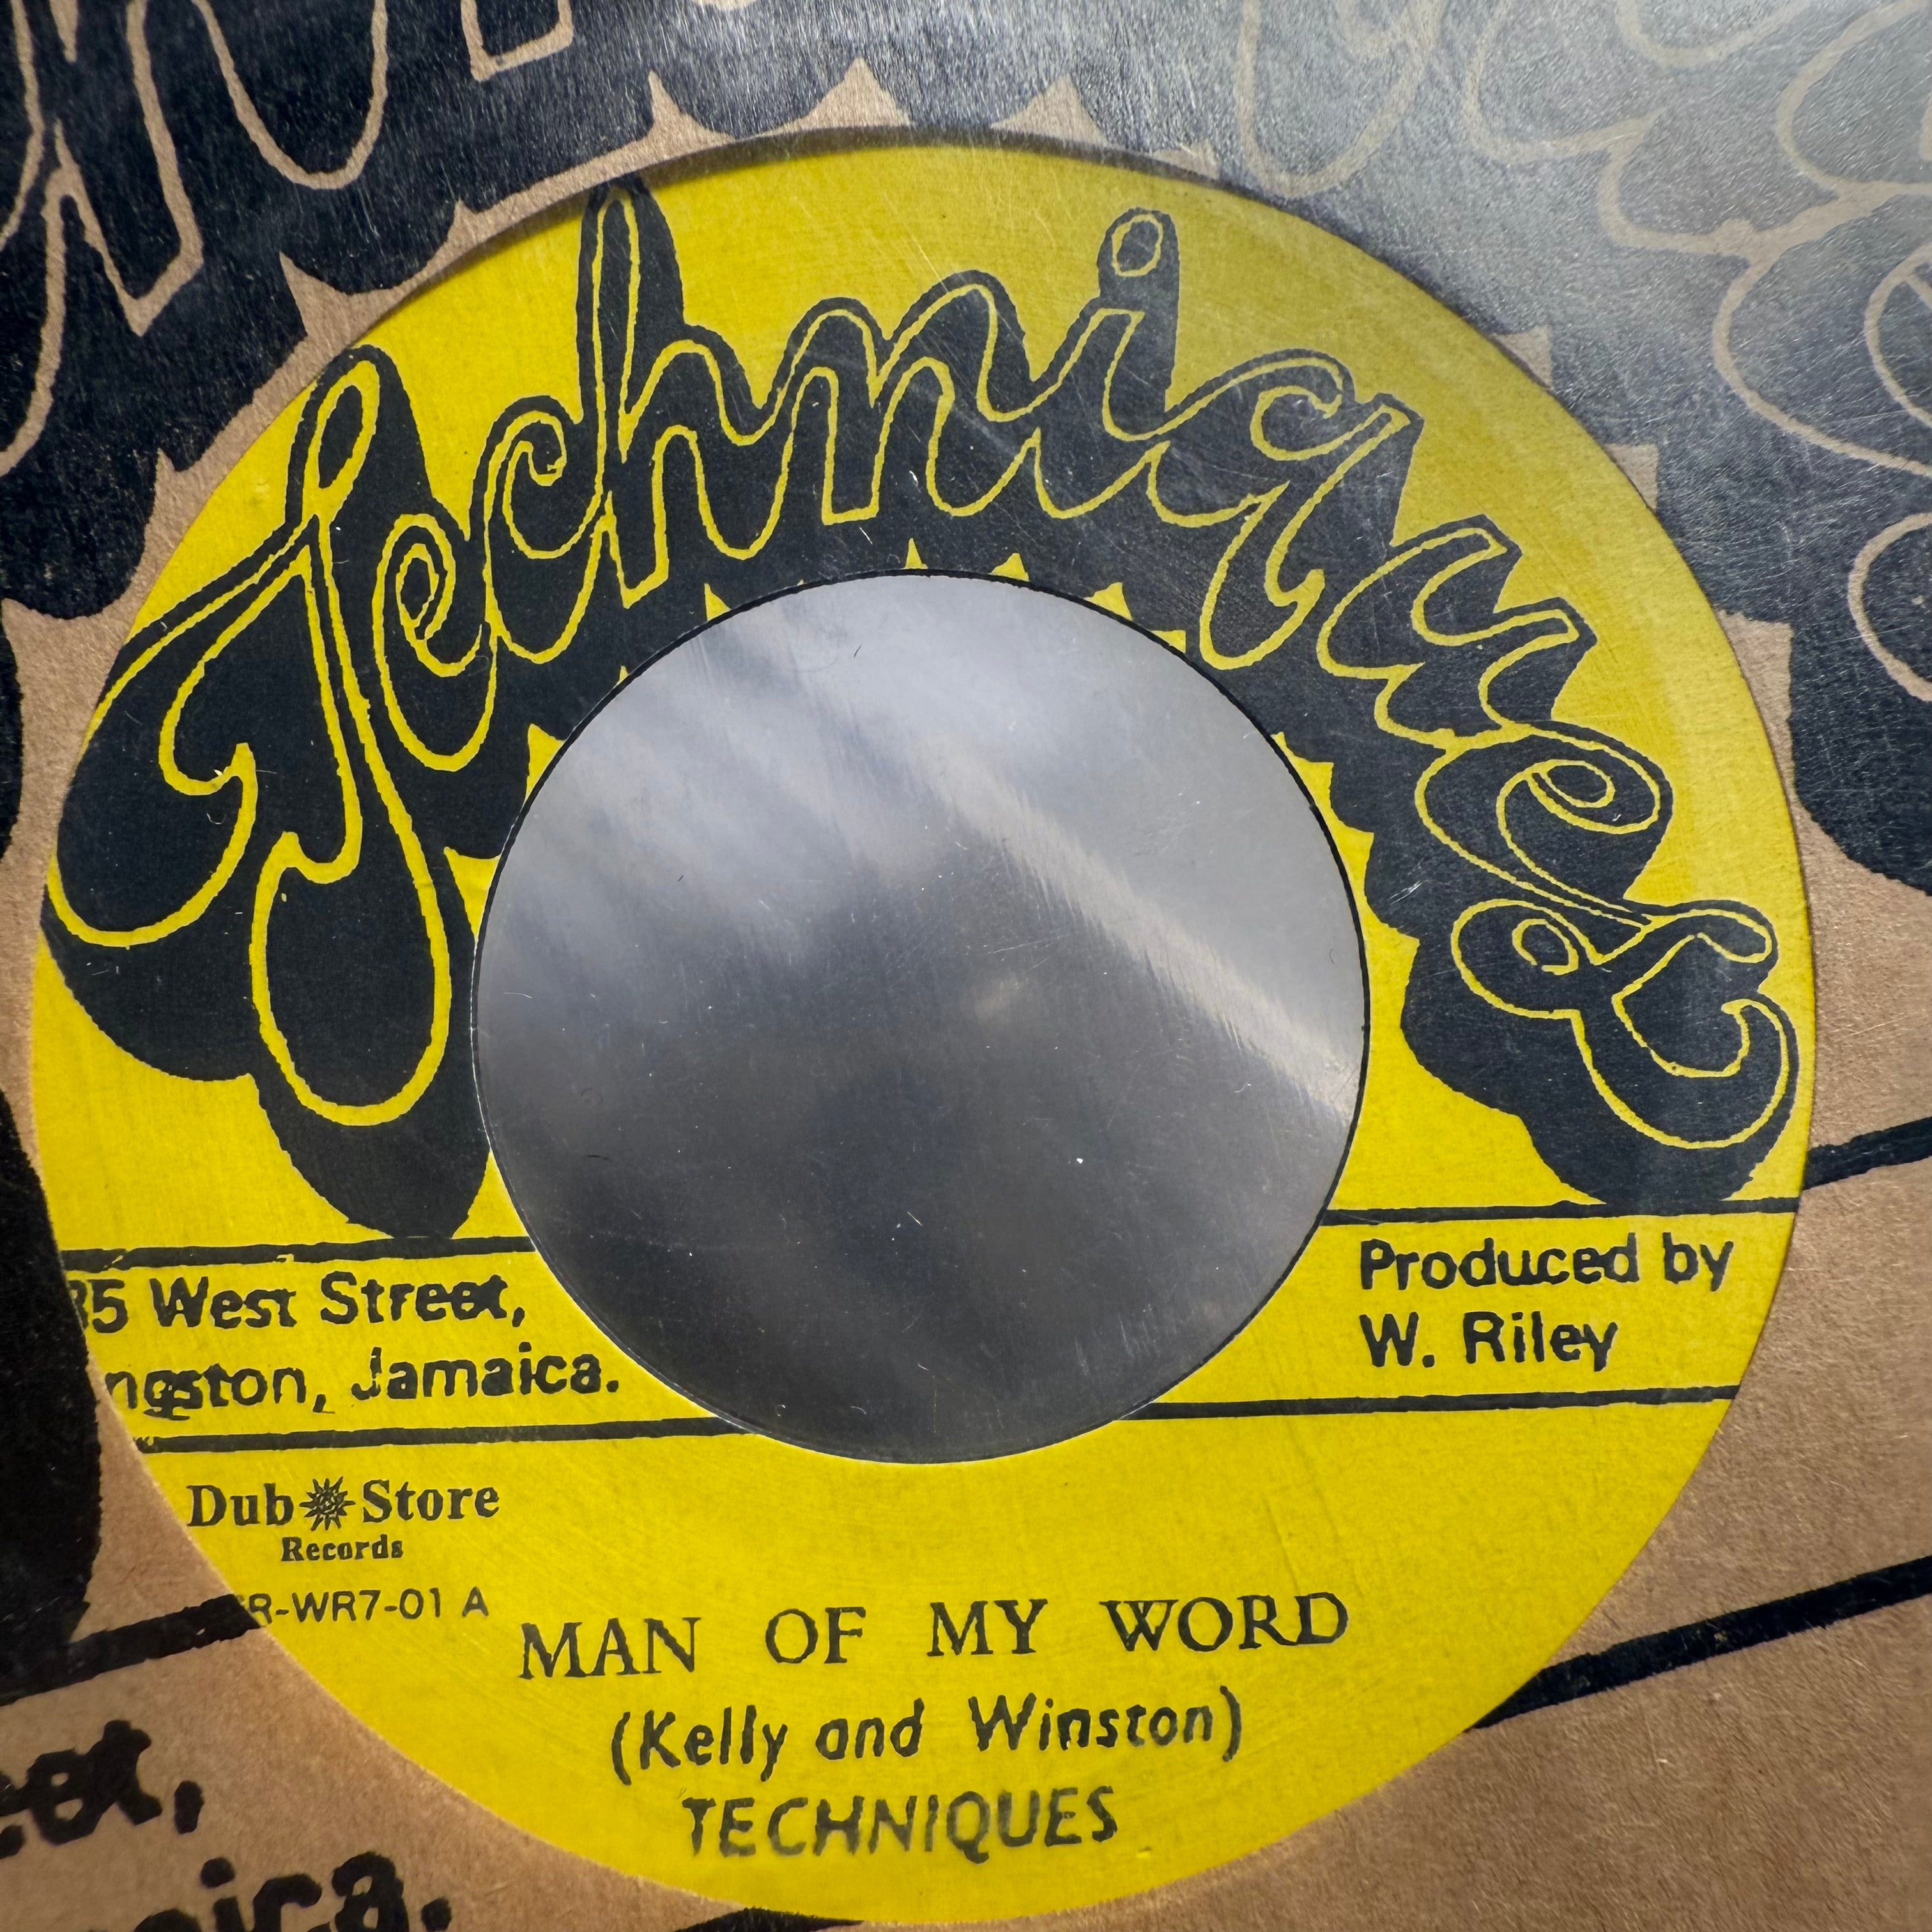 Techniques
35 West Street,
ngston, Jamaica.
Produced by
W. Riley
Dub Store
Records
R-WR7-01 A
MAN OF MY WORD
(Kelly and Winston)
TECHNIQUES